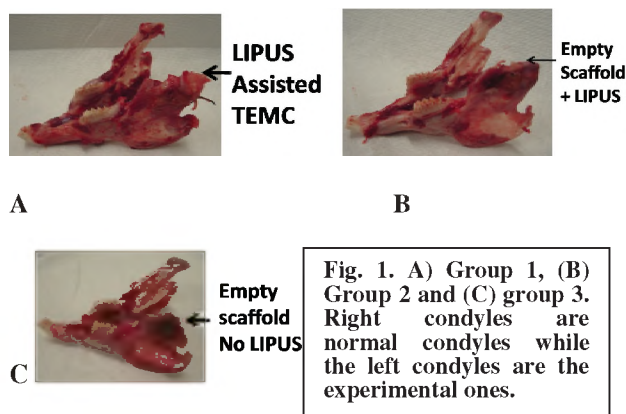 LIPUS
Assisted
TEMC
Empty
Scaffold
+ LIPUS
A
B
Empty
scaffold
No LIPUS
C
Fig. 1. A) Group 1, (B)
Group 2 and (C) group 3.
Right condyles are
normal condyles while
the left condyles are the
experimental ones.